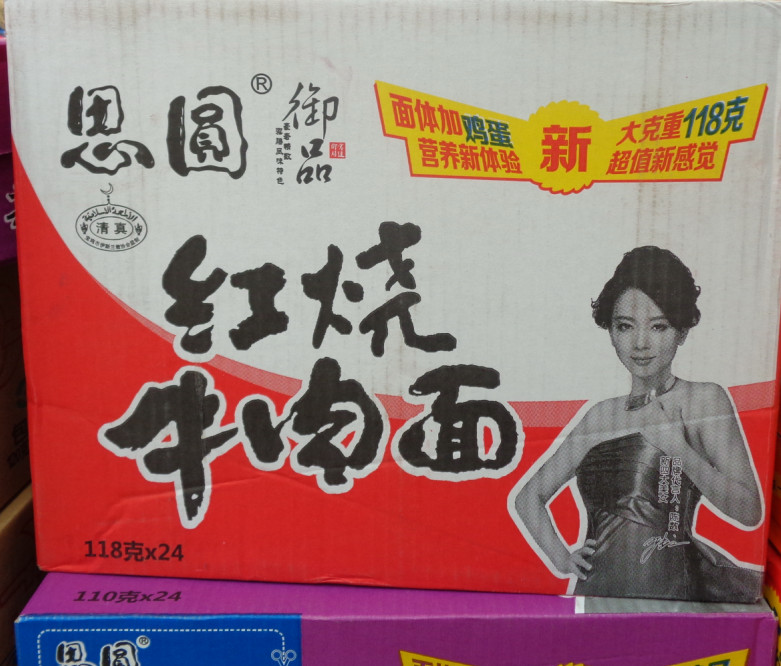 恩圆®
御品
面体加鸡蛋
营养新体验
新
大克重118克
超值新感觉
清真
红烧
牛肉面
118克x24
110克x24
恩圆®